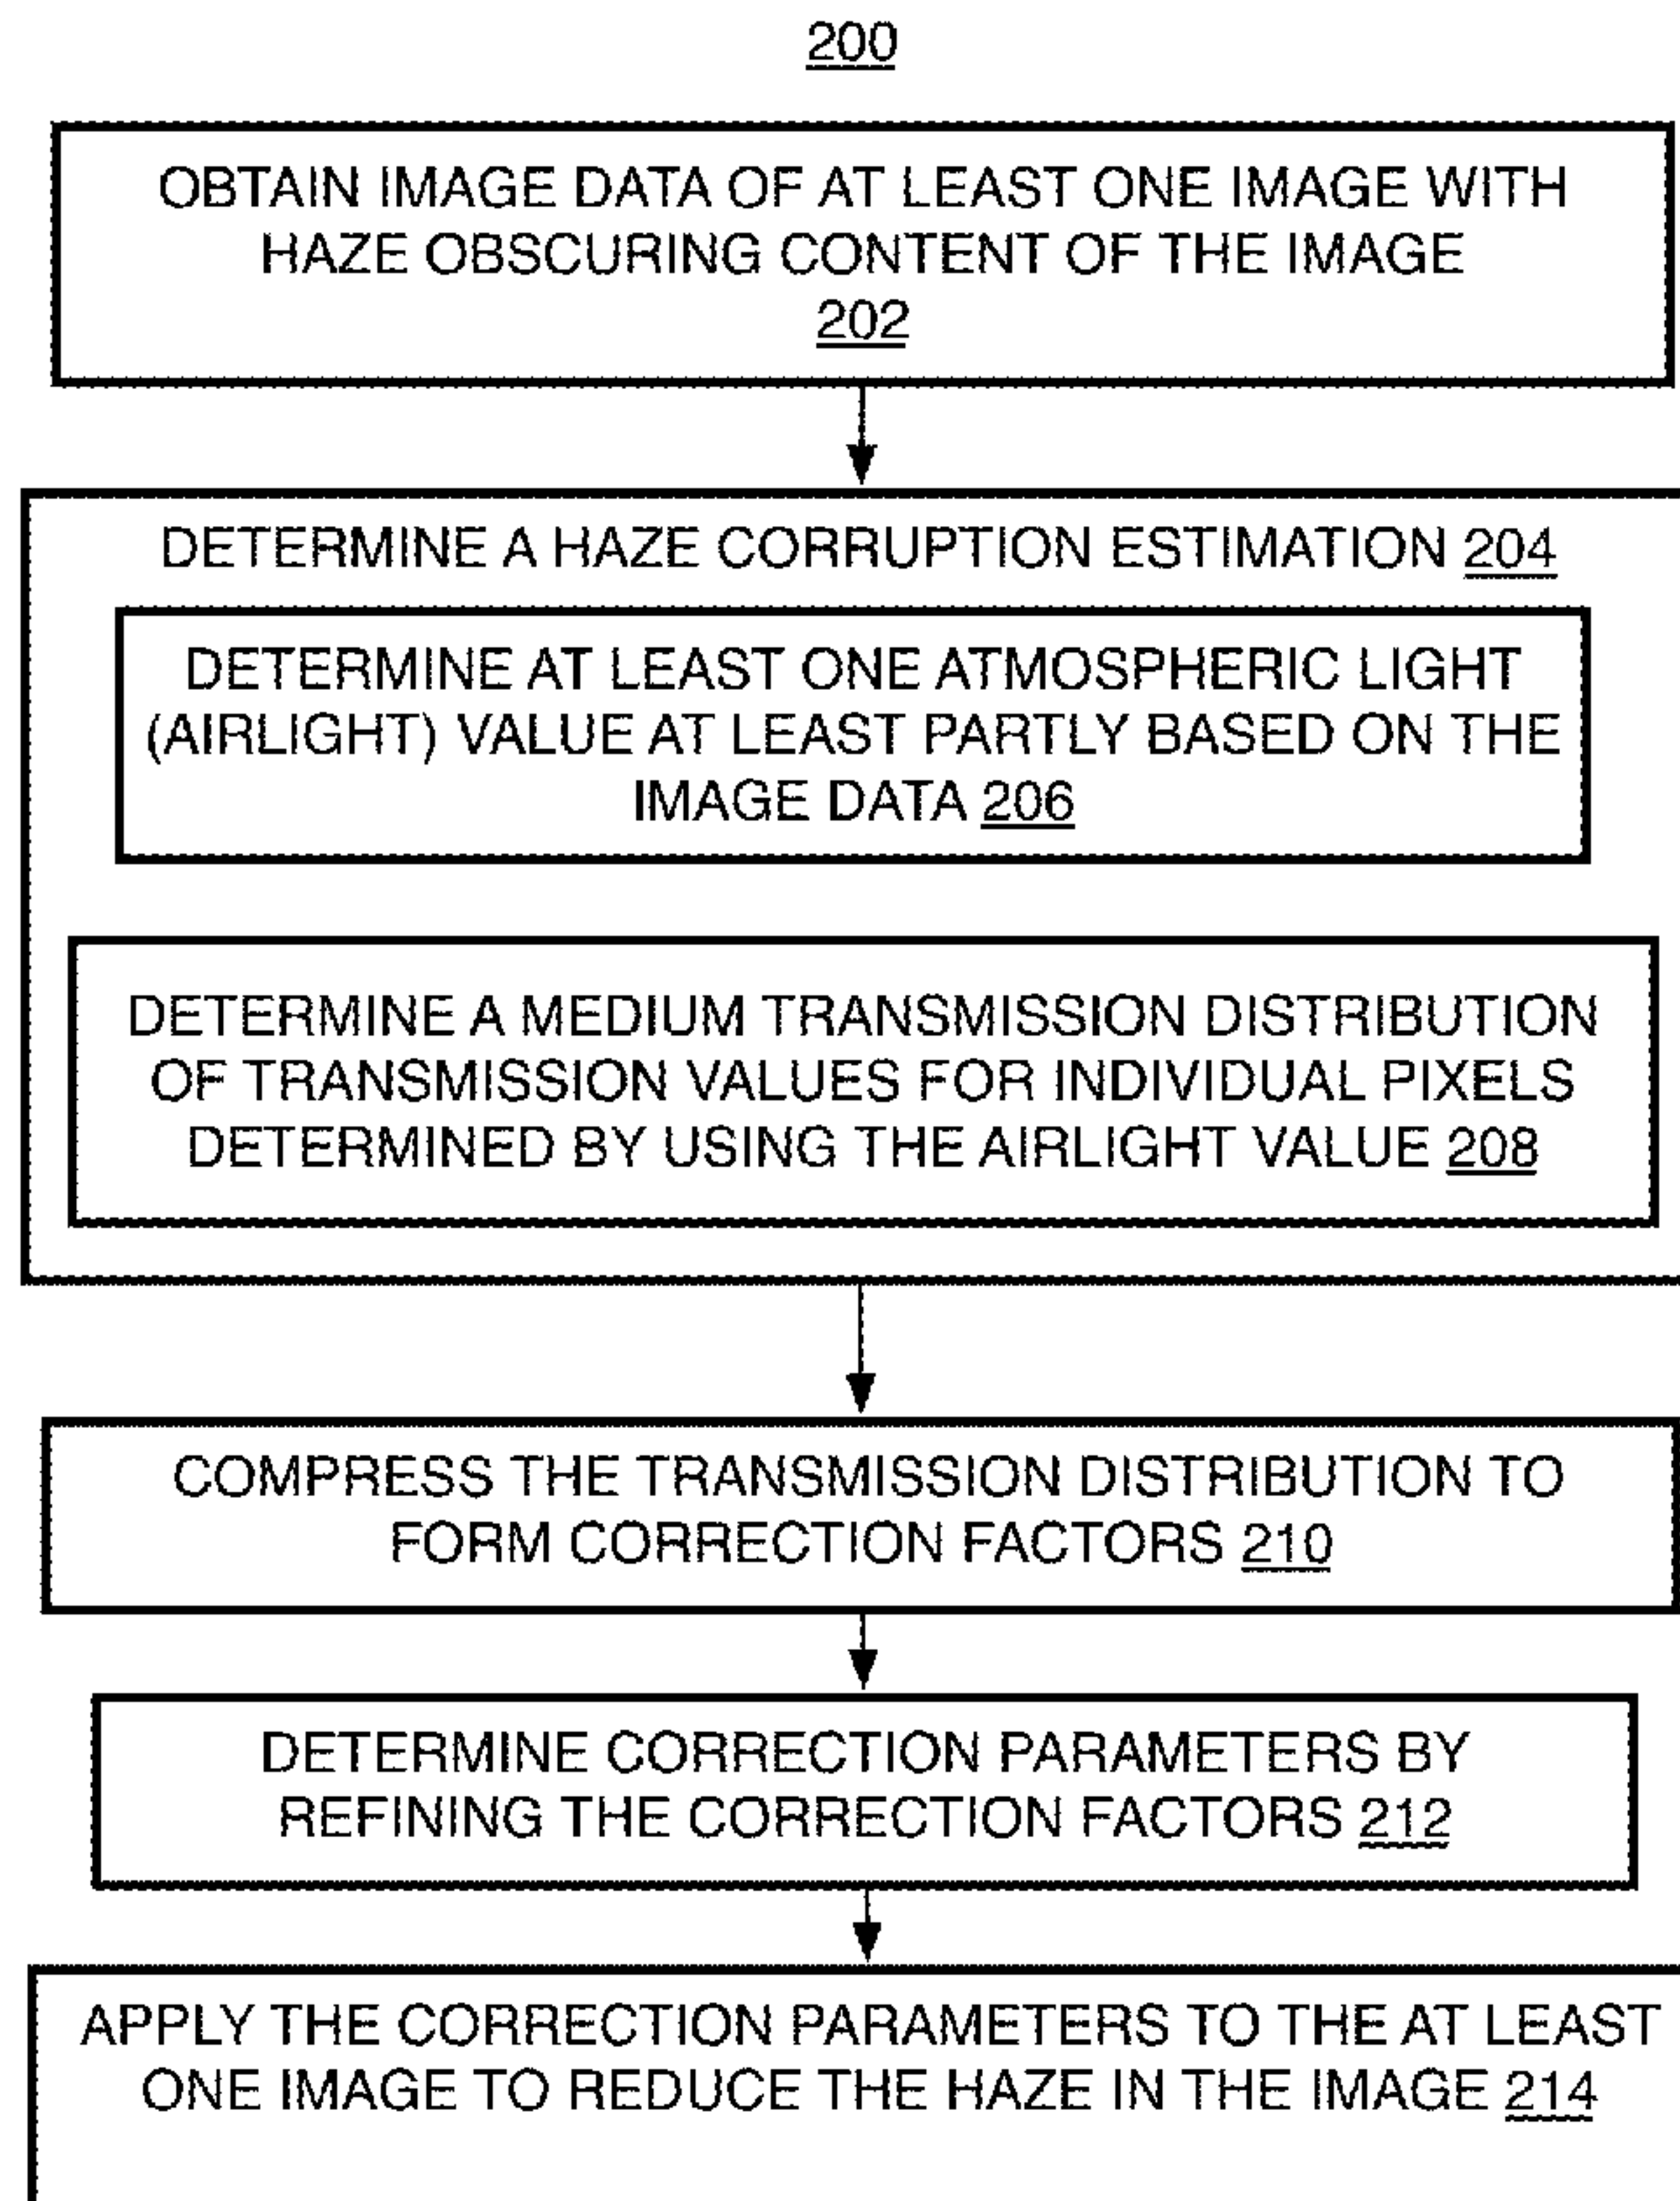 200
OBTAIN IMAGE DATA OF AT LEAST ONE IMAGE WITH
HAZE OBSCURING CONTENT OF THE IMAGE
202
DETERMINE A HAZE CORRUPTION ESTIMATION 204
DETERMINE AT LEAST ONE ATMOSPHERIC LIGHT
(AIRLIGHT) VALUE AT LEAST PARTLY BASED ON THE
IMAGE DATA 206
DETERMINE A MEDIUM TRANSMISSION DISTRIBUTION
OF TRANSMISSION VALUES FOR INDIVIDUAL PIXELS
DETERMINED BY USING THE AIRLIGHT VALUE 208
COMPRESS THE TRANSMISSION DISTRIBUTION TO
FORM CORRECTION FACTORS 210
DETERMINE CORRECTION PARAMETERS BY
REFINING THE CORRECTION FACTORS 212
APPLY THE CORRECTION PARAMETERS TO THE AT LEAST
ONE IMAGE TO REDUCE THE HAZE IN THE IMAGE 214